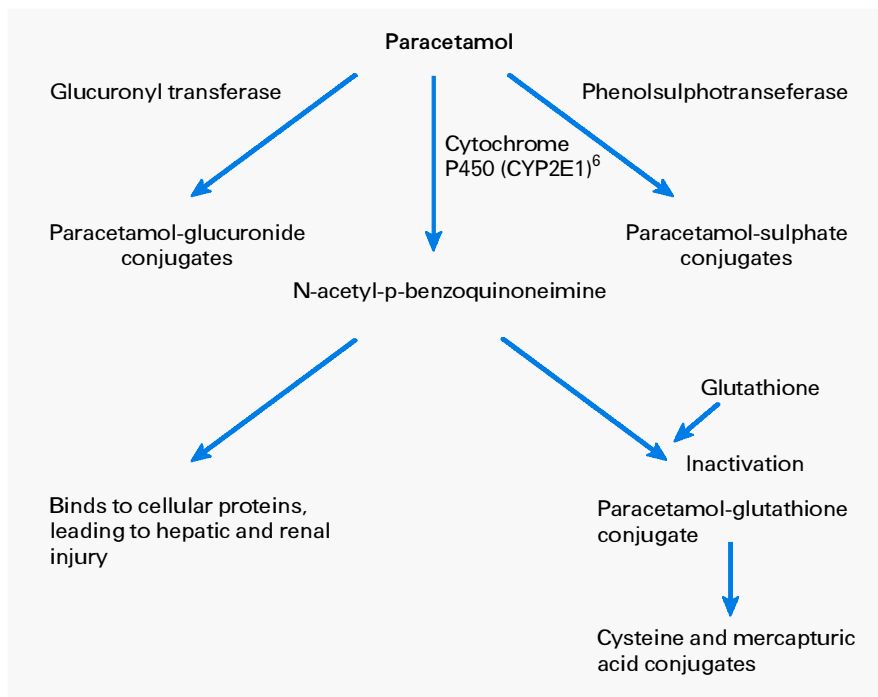 Paracetamol
Glucuronyl transferase
Phenolsulphotranseferase
Cytochrome
P450 (CYP2E1)⁶
Paracetamol-glucuronide
conjugates
Paracetamol-sulphate
conjugates
N-acetyl-p-benzoquinoneimine
Glutathione
Inactivation
Binds to cellular proteins,
leading to hepatic and renal
injury
Paracetamol-glutathione
conjugate
Cysteine and mercapturic
acid conjugates